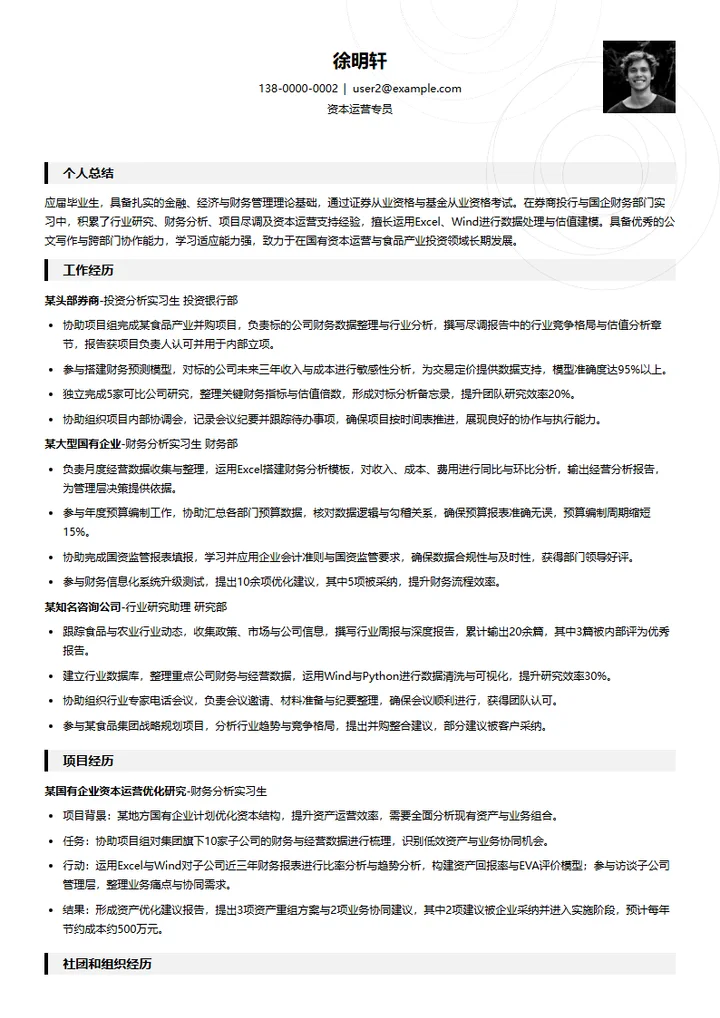 徐明轩
138-0000-0002 | user2@example.com
资本运营专员
个人总结
应届毕业生，具备扎实的金融、经济与财务管理理论基础，通过证券从业资格与基金从业资格考试。在券商投行与国企财务部门实
习中，积累了行业研究、财务分析、项目尽调及资本运营支持经验，擅长运用Excel、Wind进行数据处理与估值建模。具备优秀的公
文写作与跨部门协作能力，学习适应能力强，致力于在国有资本运营与食品产业投资领域长期发展。
工作经历
某头部券商-投资分析实习生 投资银行部
• 协助项目组完成某食品产业并购项目，负责标的公司财务数据整理与行业分析，撰写尽调报告中的行业竞争格局与估值分析章
节，报告获项目负责人认可并用于内部立项。
• 参与搭建财务预测模型，对标的公司未来三年收入与成本进行敏感性分析，为交易定价提供数据支持，模型准确度达95%以上。
• 独立完成5家可比公司研究，整理关键财务指标与估值倍数，形成对标分析备忘录，提升团队研究效率20%。
• 协助组织项目内部协调会，记录会议纪要并跟踪待办事项，确保项目按时间表推进，展现良好的协作与执行能力。
某大型国有企业-财务分析实习生 财务部
• 负责月度经营数据收集与整理，运用Excel搭建财务分析模板，对收入、成本、费用进行同比与环比分析，输出经营分析报告，
为管理层决策提供依据。
• 参与年度预算编制工作，协助汇总各部门预算数据，核对数据逻辑与勾稽关系，确保预算报表准确无误，预算编制周期缩短
15%。
• 协助完成国资监管报表填报，学习并应用企业会计准则与国资监管要求，确保数据合规性与及时性，获得部门领导好评。
• 参与财务信息化系统升级测试，提出10余项优化建议，其中5项被采纳，提升财务流程效率。
某知名咨询公司-行业研究助理 研究部
• 跟踪食品与农业行业动态，收集政策、市场与公司信息，撰写行业周报与深度报告，累计输出20余篇，其中3篇被内部评为优秀
报告。
• 建立行业数据库，整理重点公司财务与经营数据，运用Wind与Python进行数据清洗与可视化，提升研究效率30%。
• 协助组织行业专家电话会议，负责会议邀请、材料准备与纪要整理，确保会议顺利进行，获得团队认可。
• 参与某食品集团战略规划项目，分析行业趋势与竞争格局，提出并购整合建议，部分建议被客户采纳。
项目经历
某国有企业资本运营优化研究-财务分析实习生
• 项目背景：某地方国有企业计划优化资本结构，提升资产运营效率，需要全面分析现有资产与业务组合。
• 任务：协助项目组对集团旗下10家子公司的财务与经营数据进行梳理，识别低效资产与业务协同机会。
• 行动：运用Excel与Wind对子公司近三年财务报表进行比率分析与趋势分析，构建资产回报率与EVA评价模型；参与访谈子公司
管理层，整理业务痛点与协同需求。
• 结果：形成资产优化建议报告，提出3项资产重组方案与2项业务协同建议，其中2项建议被企业采纳并进入实施阶段，预计每年
节约成本约500万元。
社团和组织经历